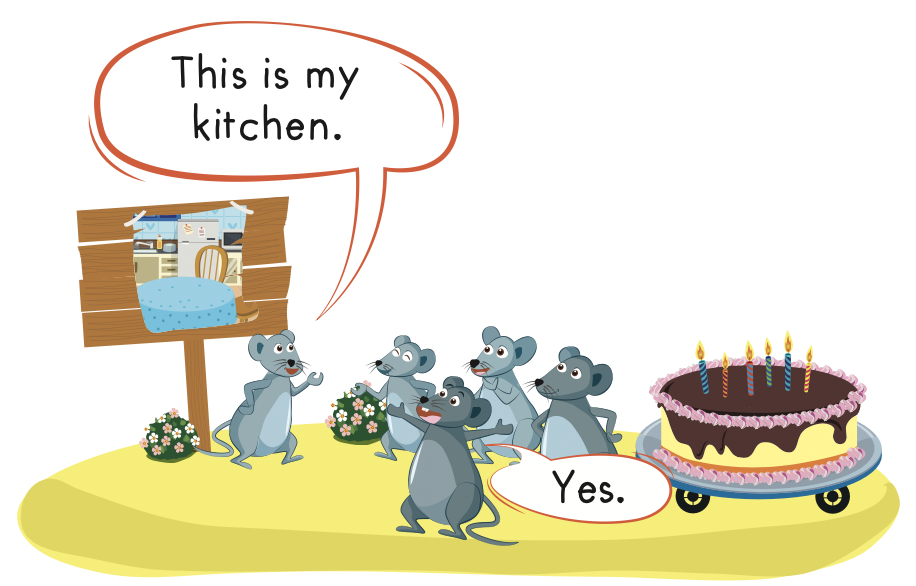 This is my
kitchen.
Yes.